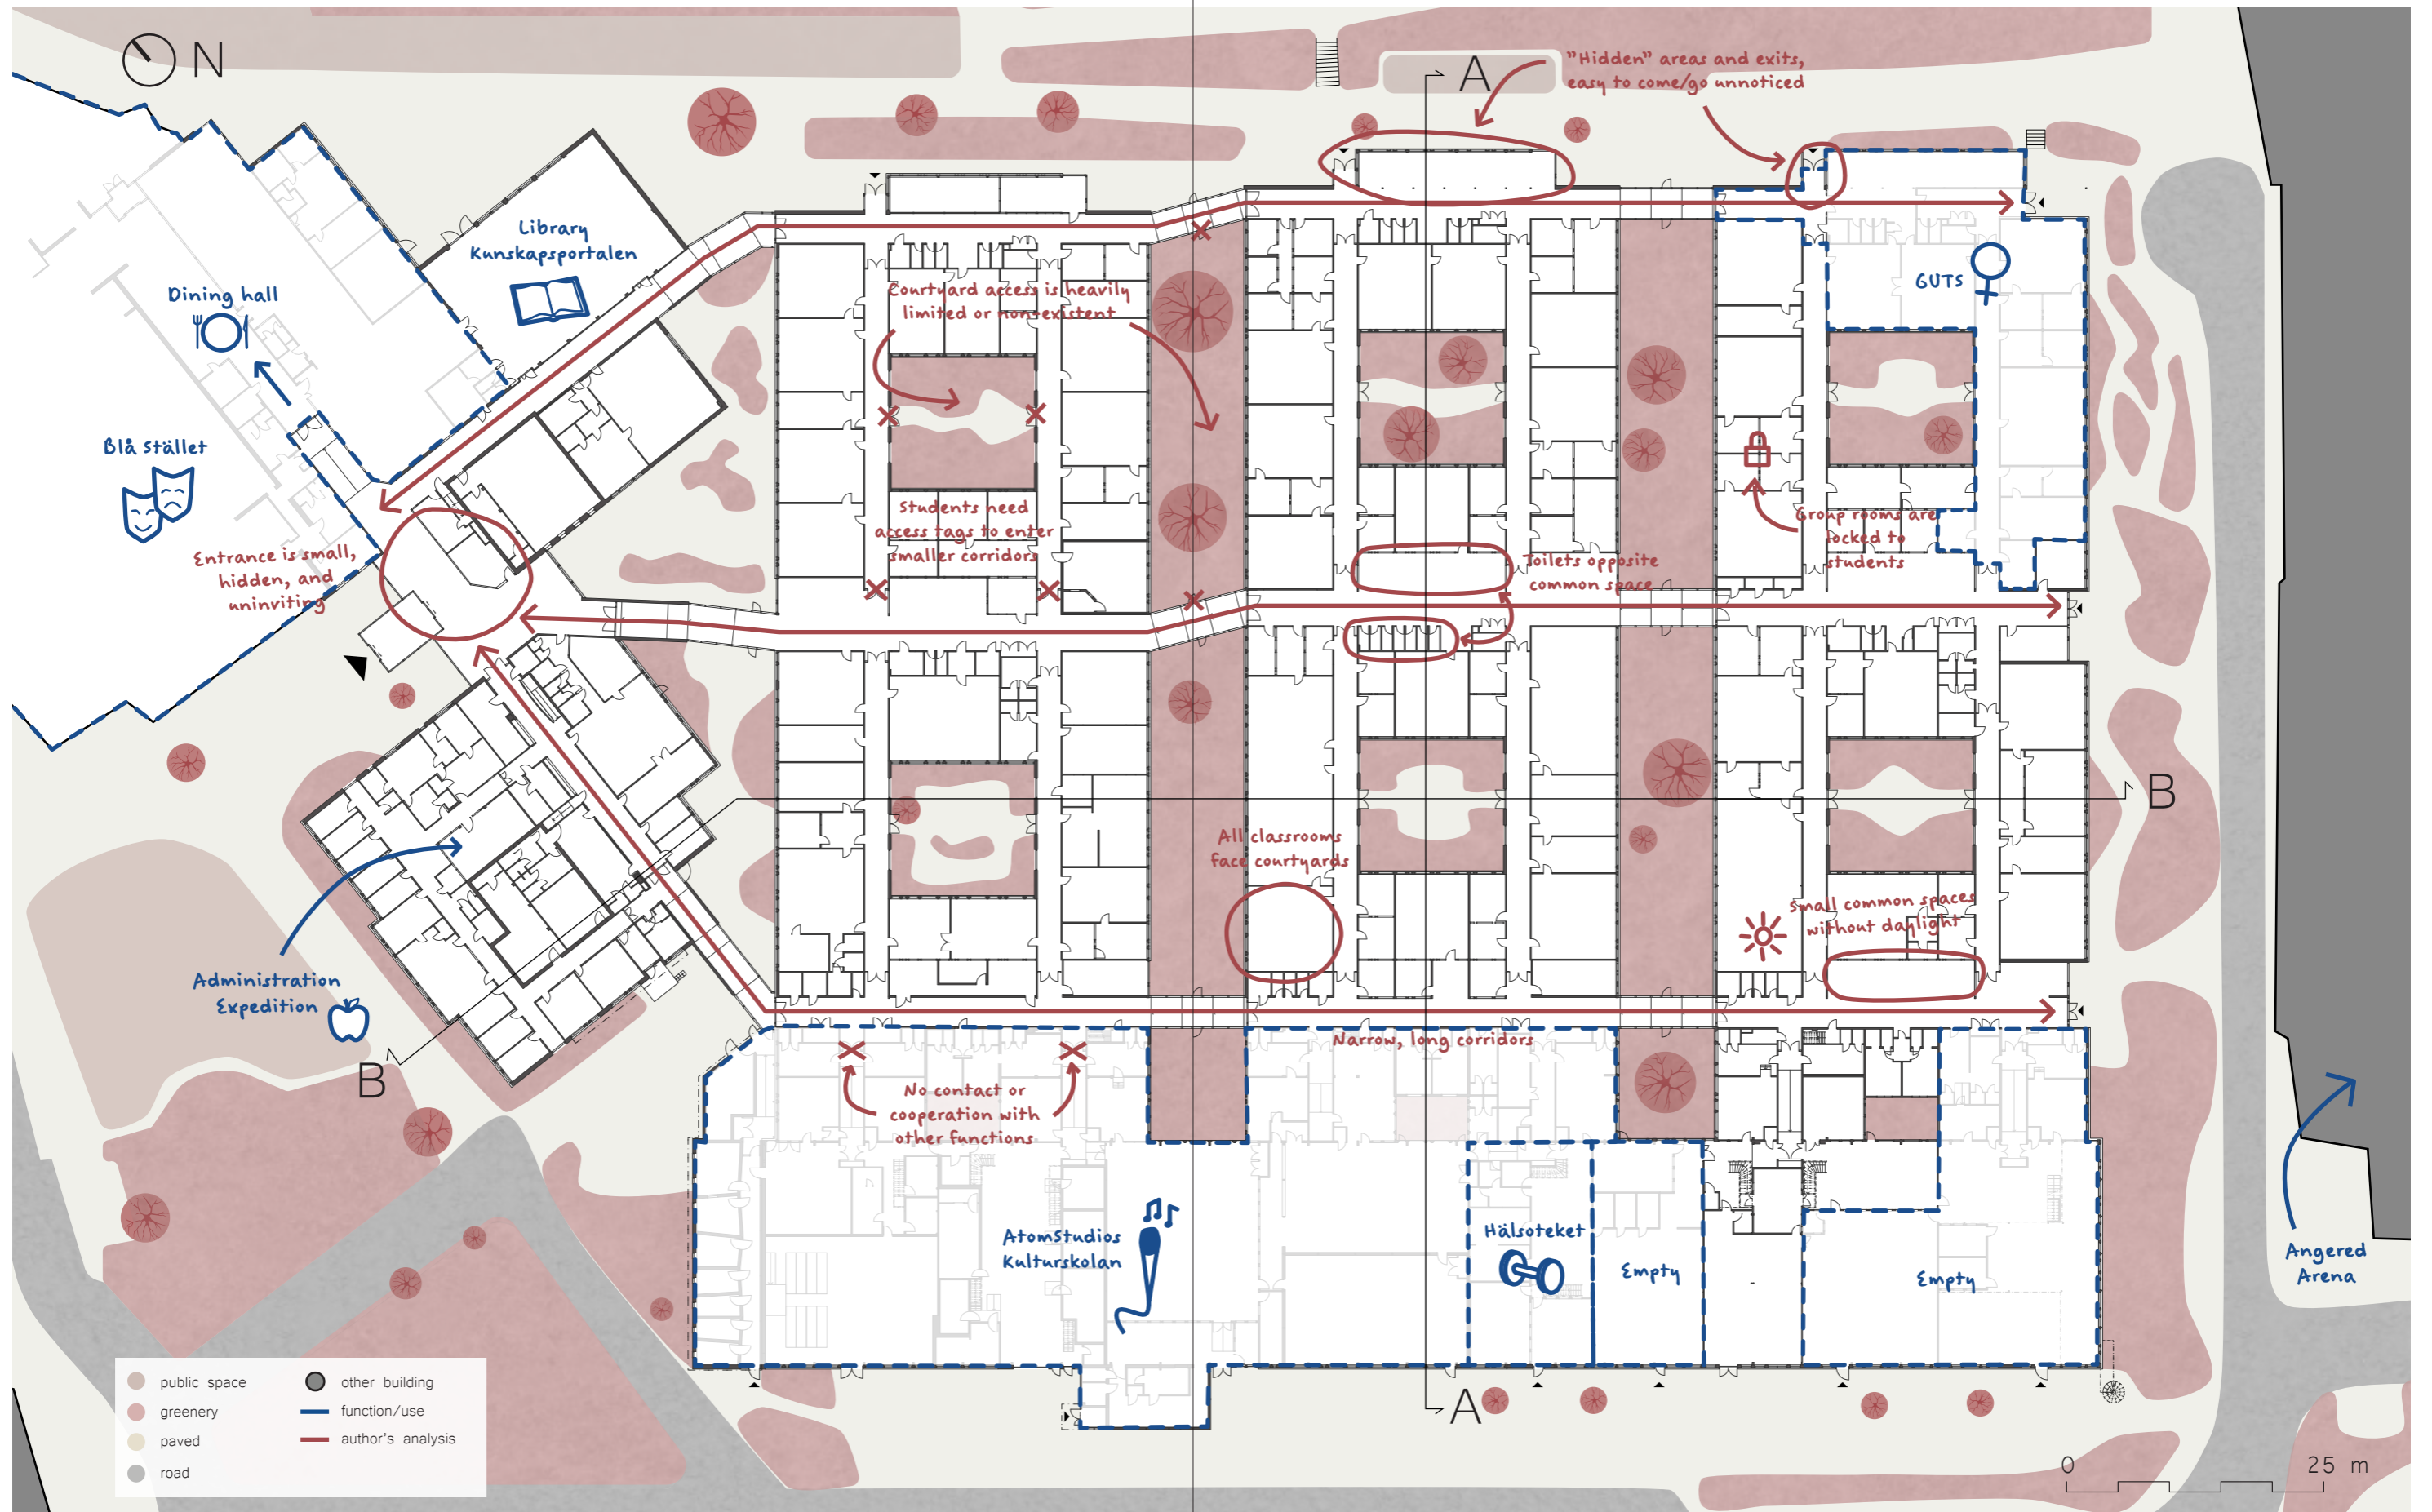 N
A
"Hidden" areas and exits,
easy to come/go unnoticed
Library
Kunskapsportalen
Dining hall
GUTS
Courtyard access is heavily
limited or non-existent
Blå stället
Students need
access tags to enter
smaller corridors
Group rooms are
locked to
students
Entrance is small,
hidden, and
uninviting
Toilets opposite
common space
B
All classrooms
face courtyards
Small common spaces
without daylight
Administration
Expedition
B
Narrow, long corridors
No contact or
cooperation with
other functions
AtomStudios
Kulturskolan
Hälsoteket
Empty
Empty
Angered
Arena
A
public space
greenery
paved
road
other building
function/use
author's analysis
0
25 m